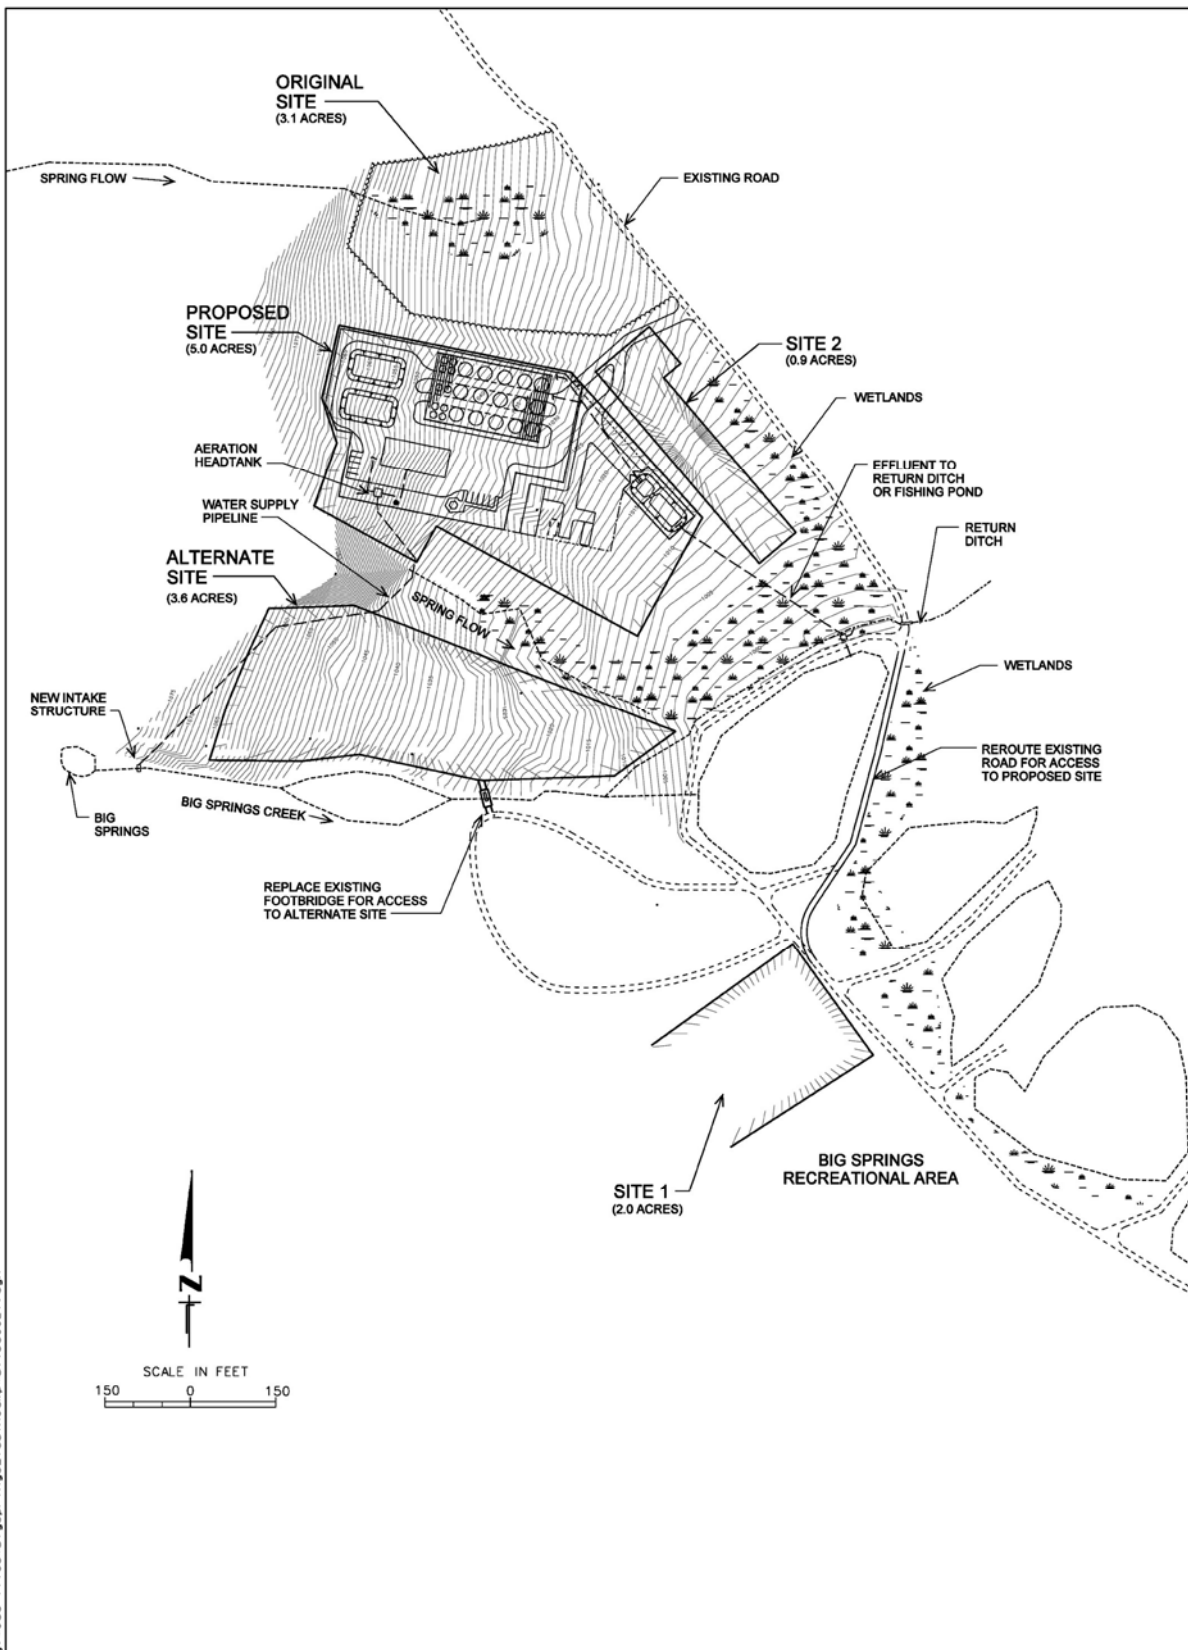 ORIGINAL
SITE
(3.1 ACRES)
SPRING FLOW
EXISTING ROAD
PROPOSED
SITE
(5.0 ACRES)
SITE 2
(0.9 ACRES)
WETLANDS
AERATION
HEADTANK
EFFLUENT TO
RETURN DITCH
OR FISHING POND
WATER SUPPLY
PIPELINE
RETURN
DITCH
ALTERNATE
SITE
(3.6 ACRES)
SPRING
FLOW
WETLANDS
NEW INTAKE
STRUCTURE
REROUTE EXISTING
ROAD FOR ACCESS
TO PROPOSED SITE
BIG SPRINGS CREEK
BIG
SPRINGS
REPLACE EXISTING
FOOTBRIDGE FOR ACCESS
TO ALTERNATE SITE
BIG SPRINGS
RECREATIONAL AREA
SITE 1
(2.0 ACRES)
N
SCALE IN FEET
150 0 150